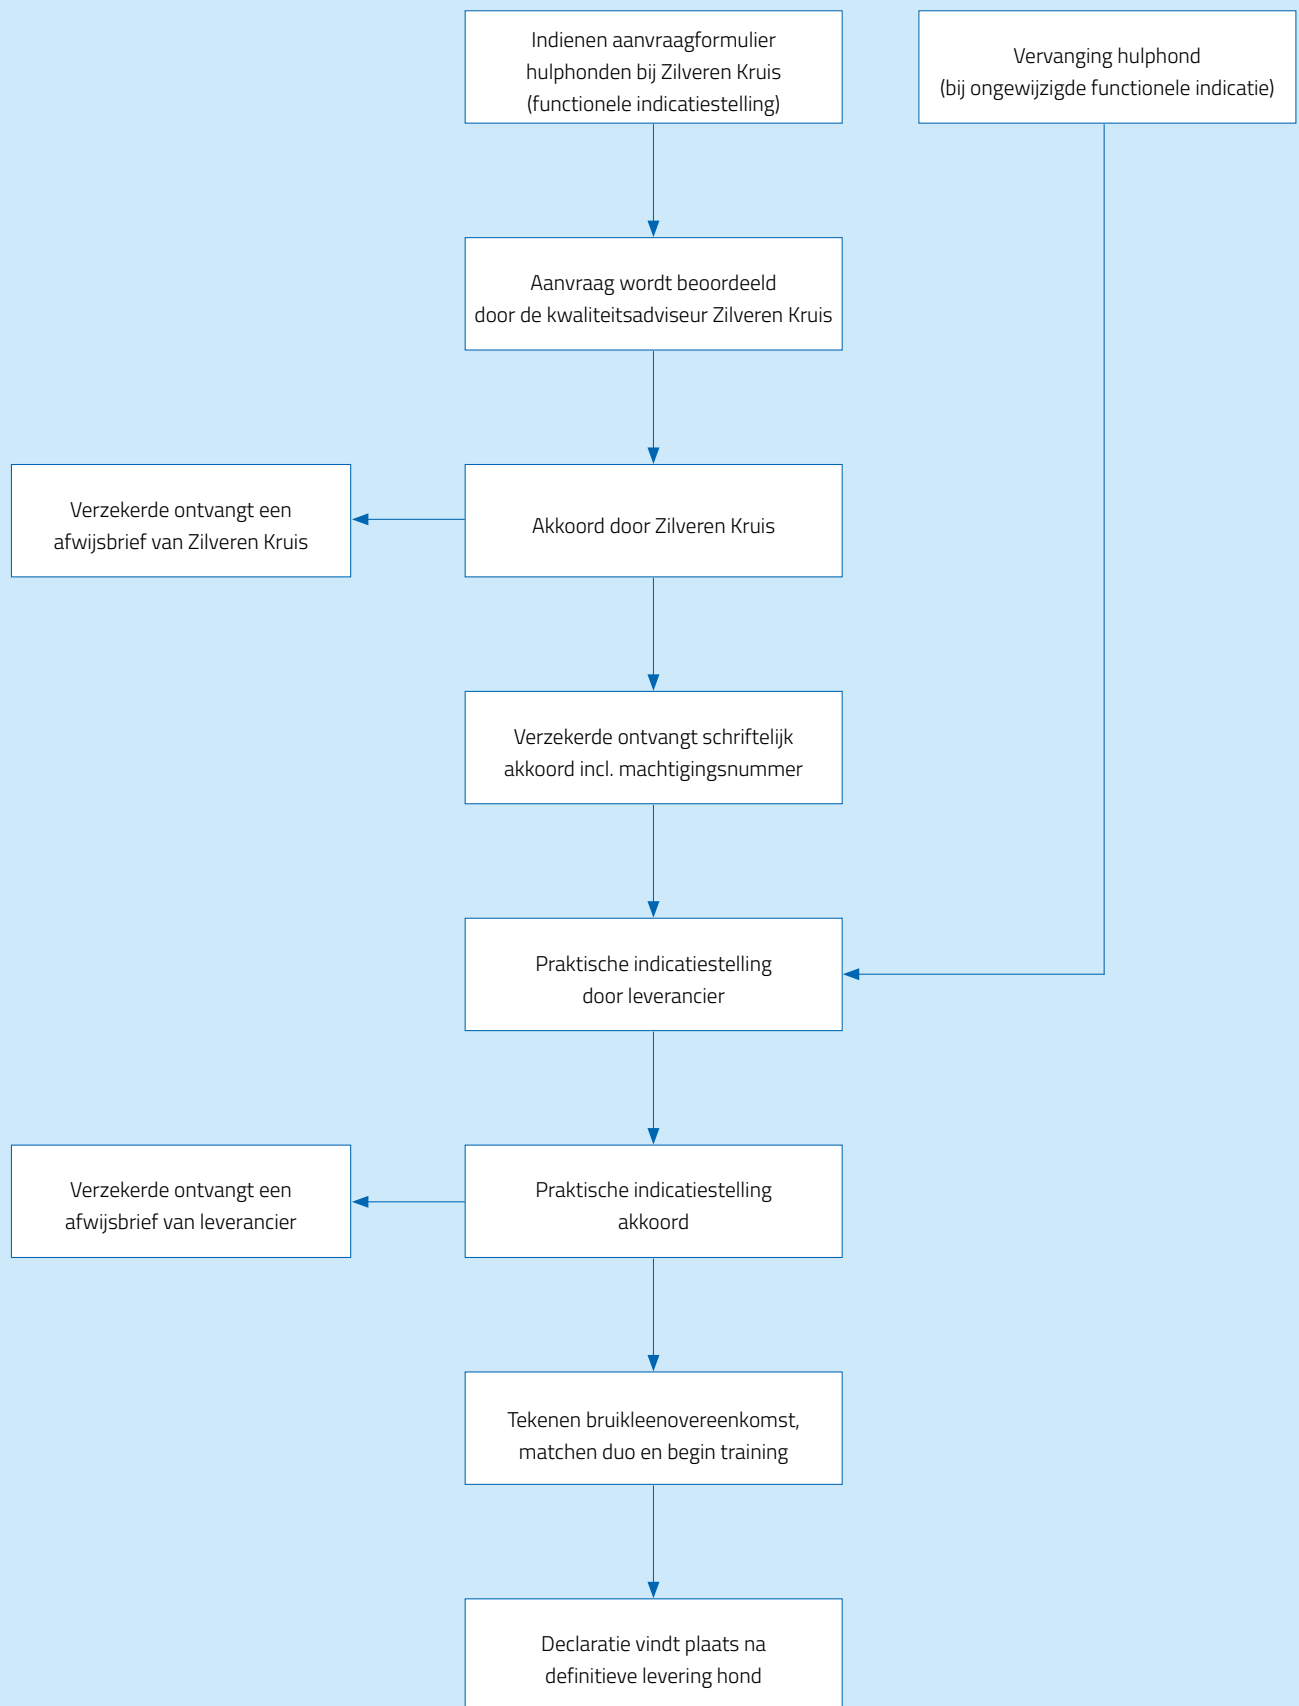 Indienen aanvraagformulier
hulphonden bij Zilveren Kruis
(functionele indicatiestelling)
Vervanging hulphond
(bij ongewijzigde functionele indicatie)
Aanvraag wordt beoordeeld
door de kwaliteitsadviseur Zilveren Kruis
Verzekerde ontvangt een
afwijsbrief van Zilveren Kruis
Akkoord door Zilveren Kruis
Verzekerde ontvangt schriftelijk
akkoord incl. machtigingsnummer
Praktische indicatiestelling
door leverancier
Verzekerde ontvangt een
afwijsbrief van leverancier
Praktische indicatiestelling
akkoord
Tekenen bruikleenovereenkomst,
matchen duo en begin training
Declaratie vindt plaats na
definitieve levering hond